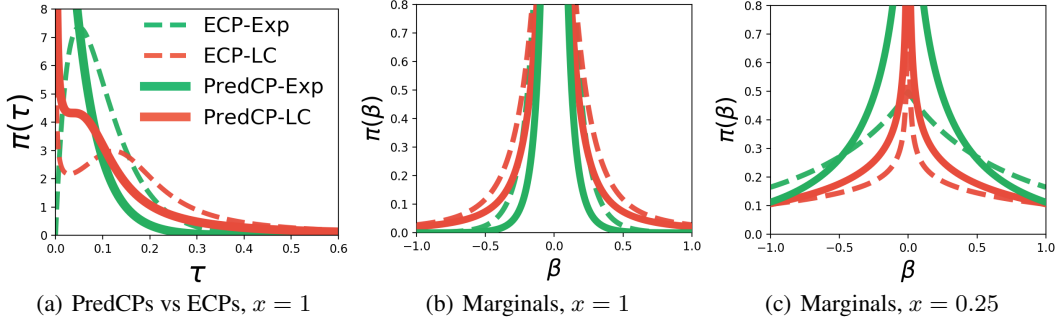 8
7
6
5
4
3
2
1
0
π(τ)
ECP-Exp
ECP-LC
PredCP-Exp
PredCP-LC
0.0 0.1 0.2 0.3 0.4 0.5 0.6
τ
(a) PredCPs vs ECPs, x = 1
0.8
0.7
0.6
0.5
0.4
0.3
0.2
0.1
0.0
π(β)
−1.0 −0.5 0.0 0.5 1.0
β
(b) Marginals, x = 1
0.8
0.7
0.6
0.5
0.4
0.3
0.2
0.1
0.0
π(β)
−1.0 −0.5 0.0 0.5 1.0
β
(c) Marginals, x = 0.25